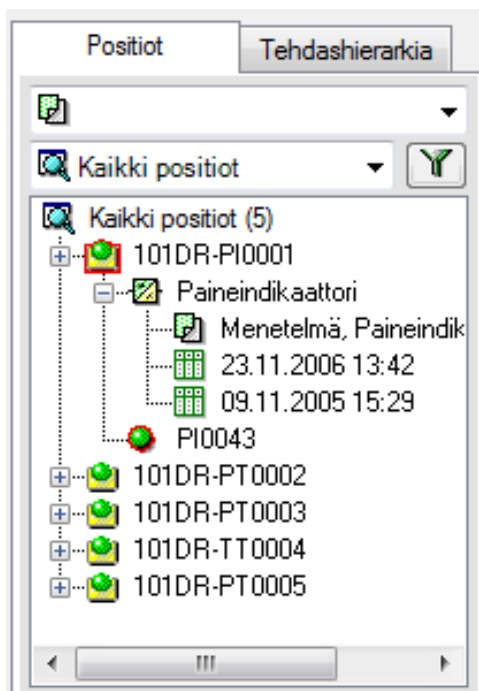 Positiot
Tehdashierarkia
Kaikki positiot
Kaikki positiot (5)
101DR-PI0001
Paineindikaattori
Menetelmä, Paineindik
23.11.2006 13:42
09.11.2005 15:29
PI0043
101DR-PT0002
101DR-PT0003
101DR-TT0004
101DR-PT0005